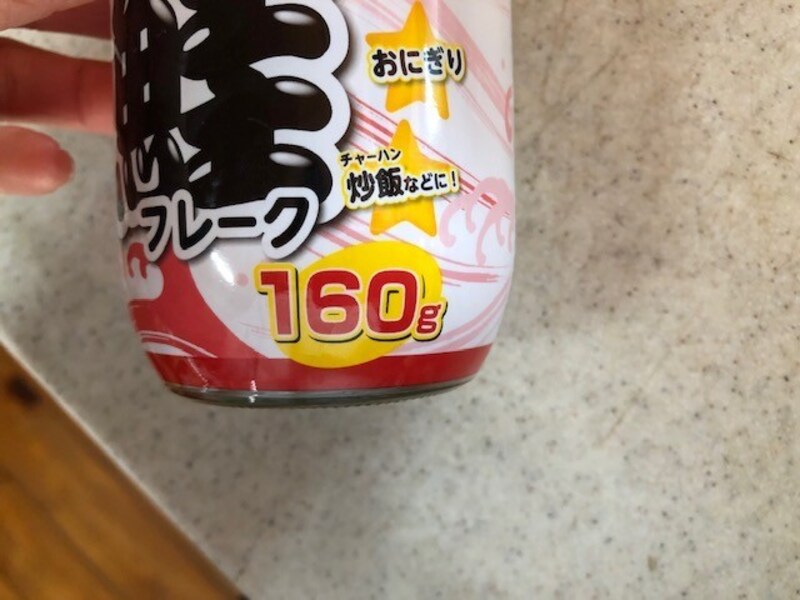 鮭
フレーク
おにぎり
チャーハン
炒飯などに!
160g